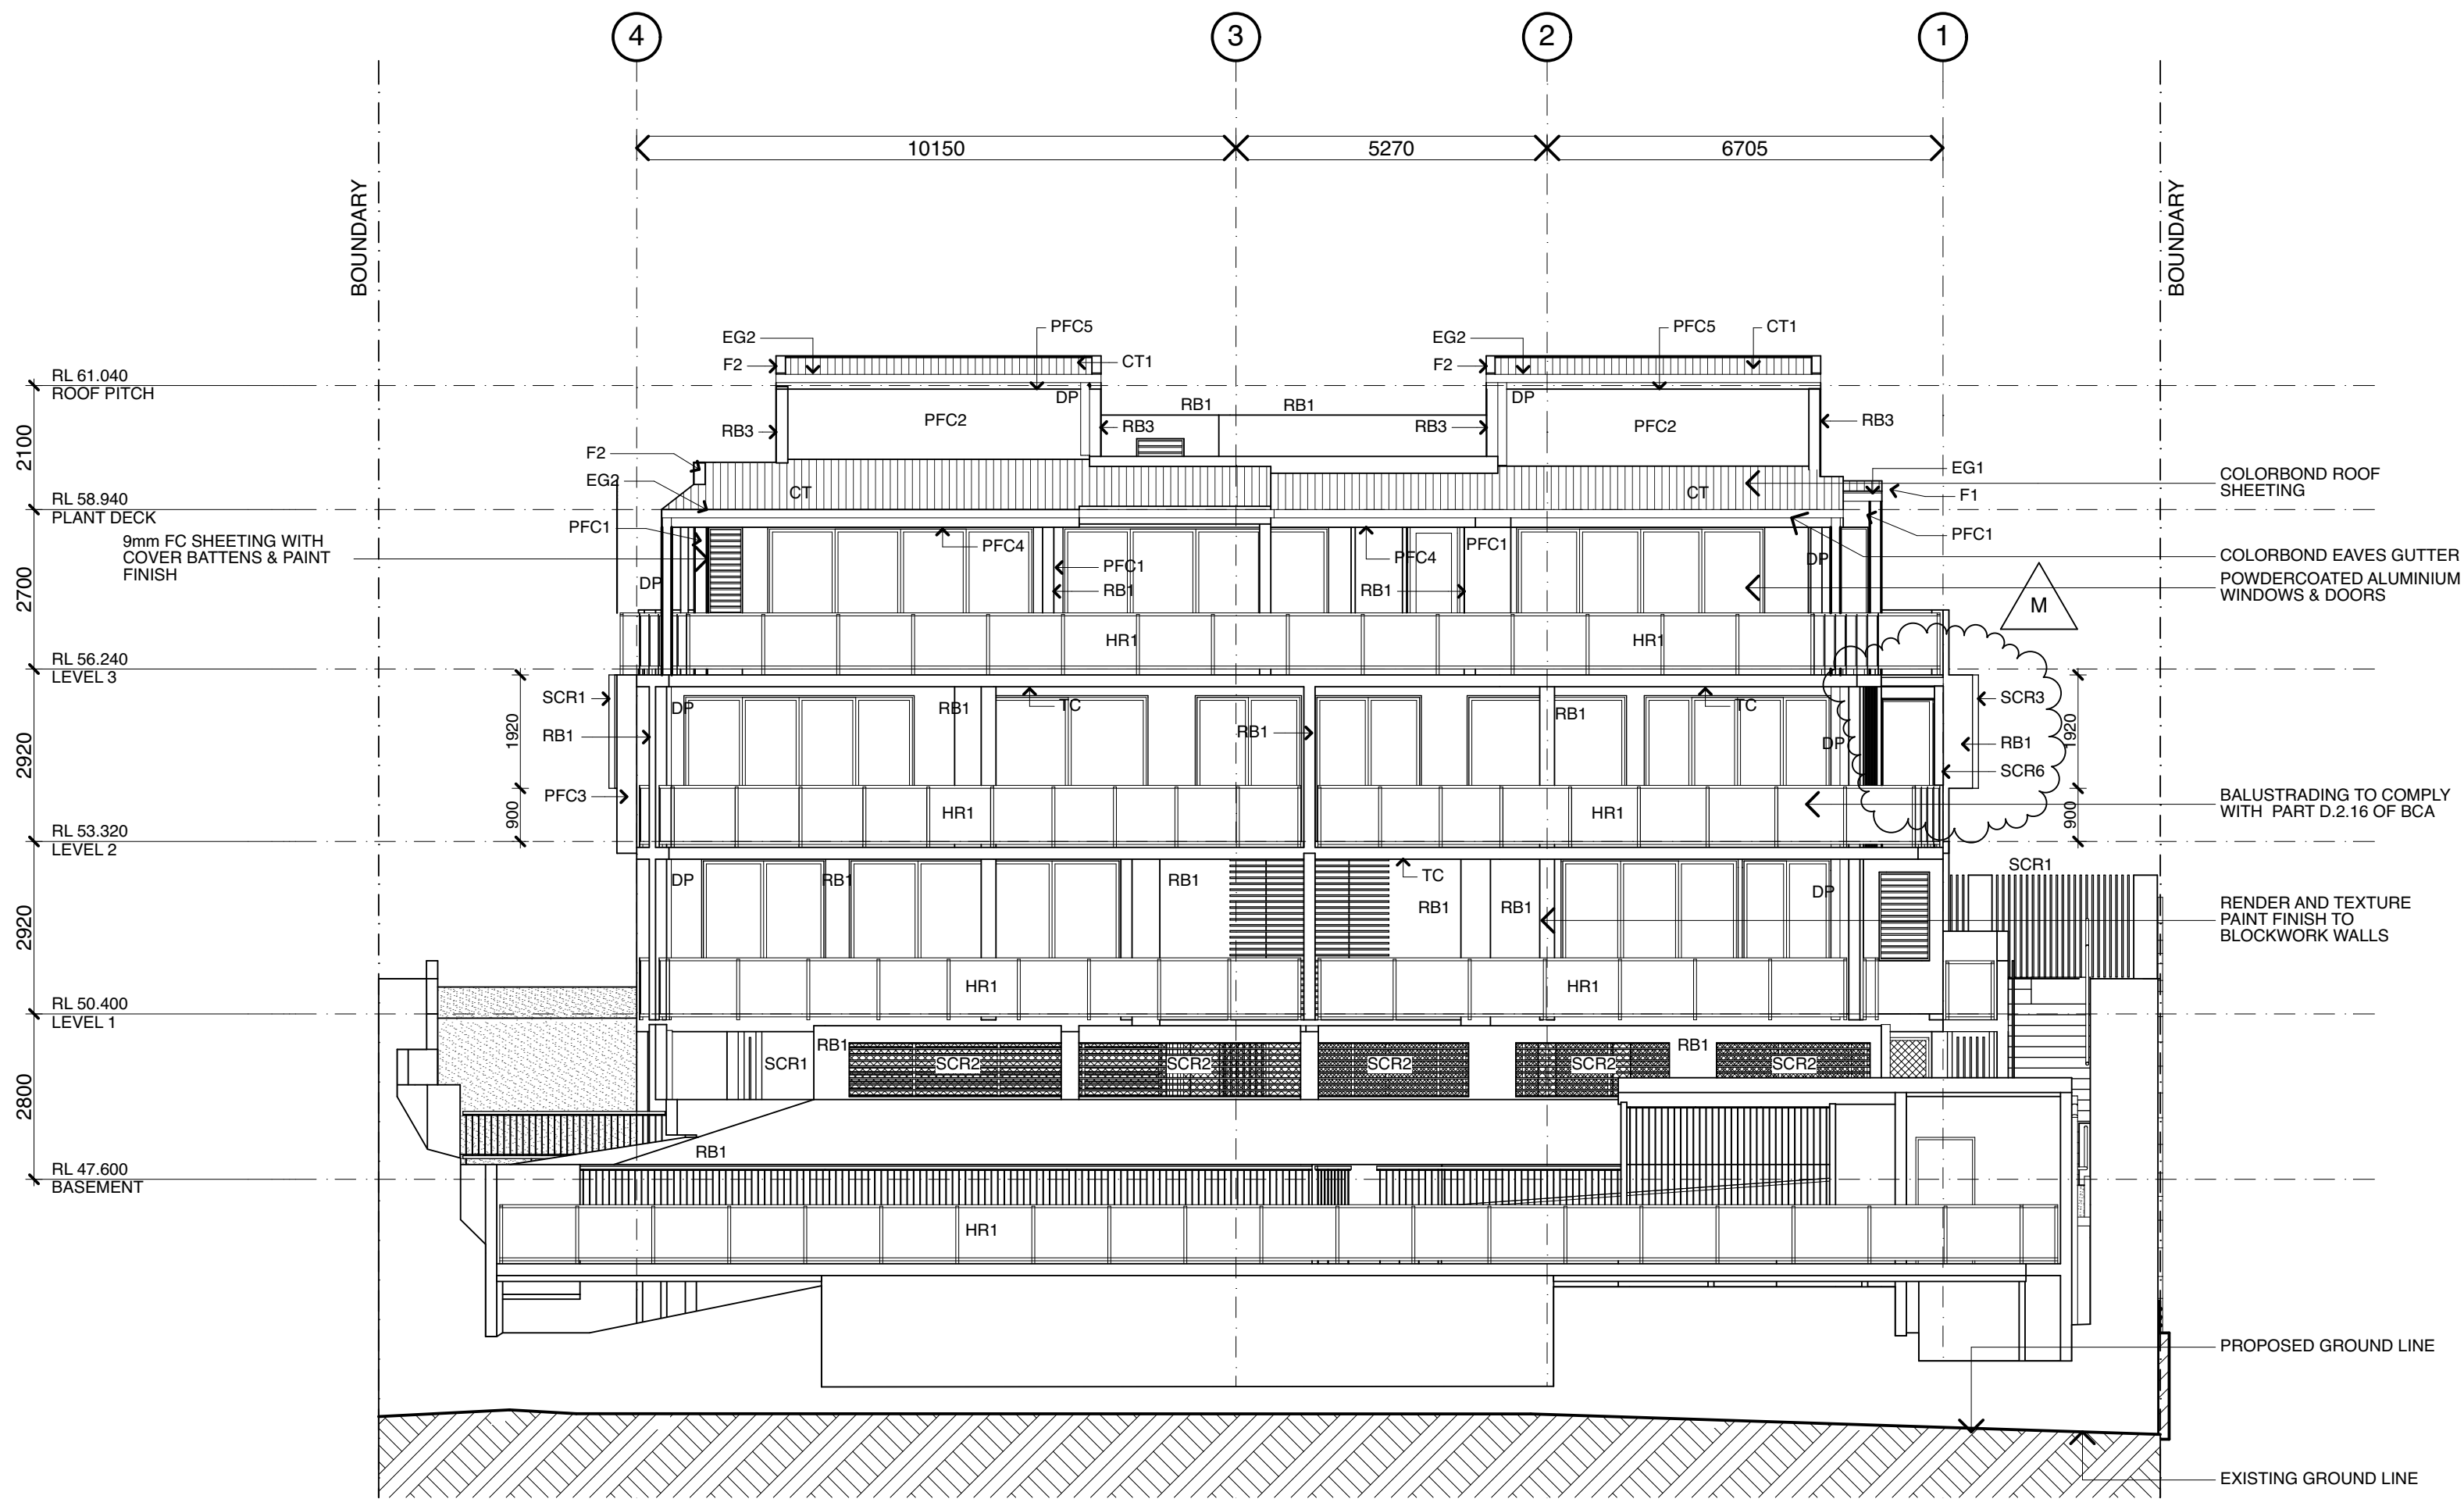 4 3 2 1
10150 5270 6705
BOUNDARY
BOUNDARY
EG2 PFC5 EG2 PFC5 CT1
F2 CT1 F2
RL 61.040
ROOF PITCH
DP DP
RB1 RB1
RB3 PFC2 RB3 RB3 PFC2 RB3
2100
F2
EG2 CT CT EG1
F1
COLORBOND ROOF
SHEETING
RL 58.940
PLANT DECK
PFC1 PFC4 PFC4 PFC1 PFC1
9mm FC SHEETING WITH
COVER BATTENS & PAINT
FINISH
COLORBOND EAVES GUTTER
DP PFC1 DP
RB1 RB1
POWDERCOATED ALUMINIUM
WINDOWS & DOORS
2700
M
HR1 HR1
RL 56.240
LEVEL 3
SCR1 DP RB1 TC RB1 TC SCR3
RB1 RB1 DP RB1
1920 1920
2920
SCR6
PFC3
HR1 HR1
900 900
BALUSTRADING TO COMPLY
WITH PART D.2.16 OF BCA
RL 53.320
LEVEL 2
SCR1
DP RB1 RB1 TC DP
RB1 RB1
2920
RENDER AND TEXTURE
PAINT FINISH TO
BLOCKWORK WALLS
HR1 HR1
RL 50.400
LEVEL 1
RB1 RB1
SCR1 SCR2 SCR2 SCR2 SCR2 SCR2
2800
RB1
RL 47.600
BASEMENT
HR1
PROPOSED GROUND LINE
EXISTING GROUND LINE